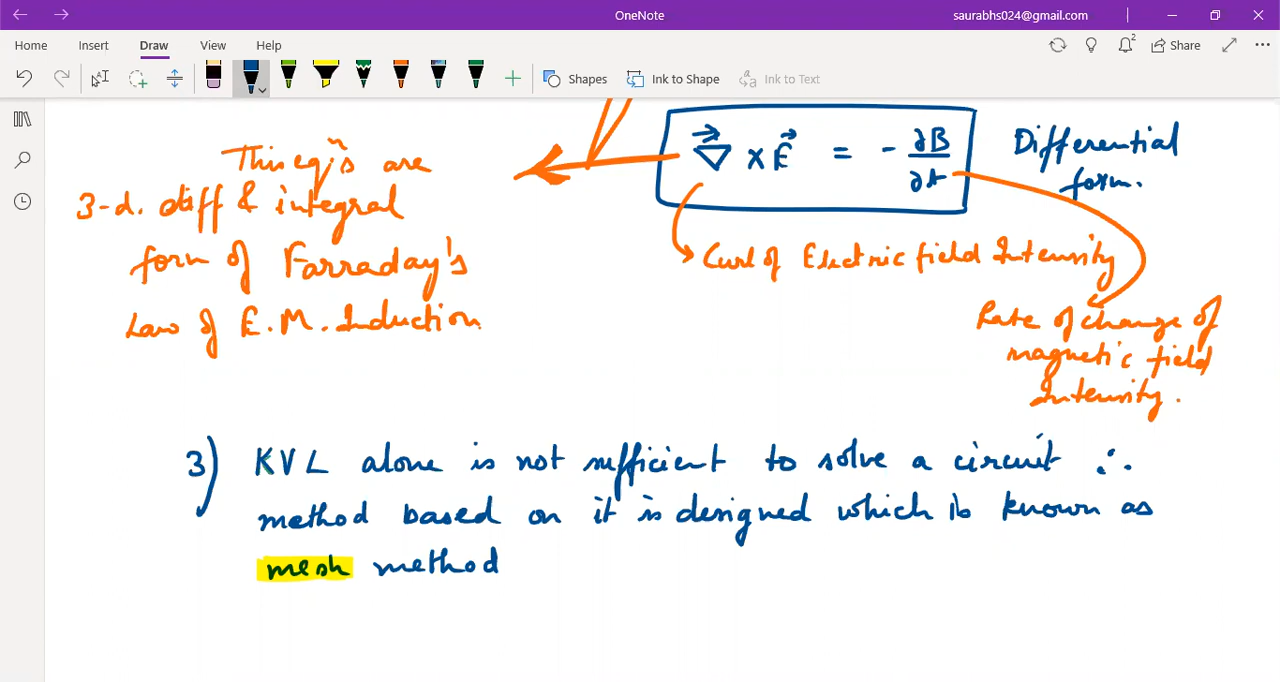 OneNote
saurabhs024@gmail.com
Home Insert Draw View Help
Share
Shapes Ink to Shape Ink to Text
∇⃗ x E⃗ = - ∂B/∂t
Differential
form.
This eqⁿs are
3-d. diff & integral
form of Farraday's
Law of E.M. Induction
Curl of Electric field Intensity
Rate of change of
magnetic field
Intensity.
3) KVL alone is not sufficient to solve a circuit ∴
method based on it is designed which is known as
mesh method